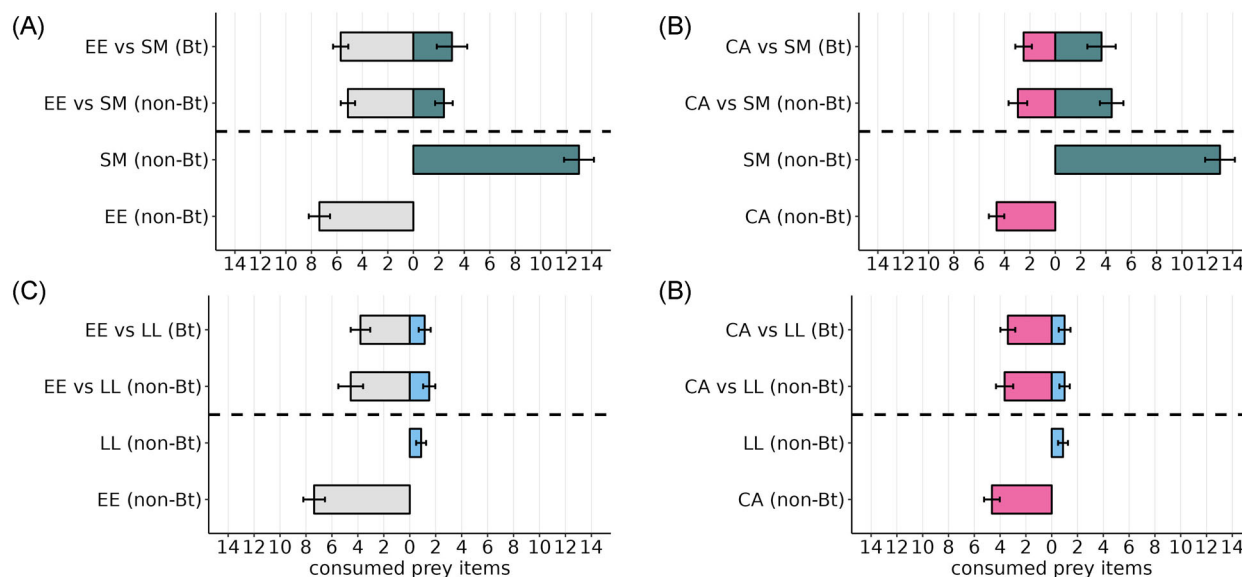 (A)
EE vs SM (Bt)
EE vs SM (non-Bt)
SM (non-Bt)
EE (non-Bt)
14 12 10 8 6 4 2 0 2 4 6 8 10 12 14
(B)
CA vs SM (Bt)
CA vs SM (non-Bt)
SM (non-Bt)
CA (non-Bt)
14 12 10 8 6 4 2 0 2 4 6 8 10 12 14
(C)
EE vs LL (Bt)
EE vs LL (non-Bt)
LL (non-Bt)
EE (non-Bt)
14 12 10 8 6 4 2 0 2 4 6 8 10 12 14
consumed prey items
(B)
CA vs LL (Bt)
CA vs LL (non-Bt)
LL (non-Bt)
CA (non-Bt)
14 12 10 8 6 4 2 0 2 4 6 8 10 12 14
consumed prey items